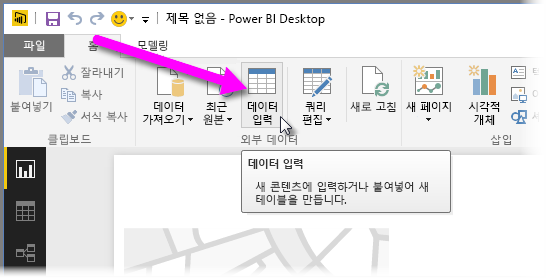 제목 없음 - Power BI Desktop
파일 홈 모델링
붙여넣기
잘라내기
복사
서식 복사
클립보드
데이터
가져오기
최근
원본
데이터
입력
쿼리
편집
새로 고침
외부 데이터
새 페이지
시각적
개체
삽입
데이터 입력
새 콘텐츠에 입력하거나 붙여넣어 새
테이블을 만듭니다.